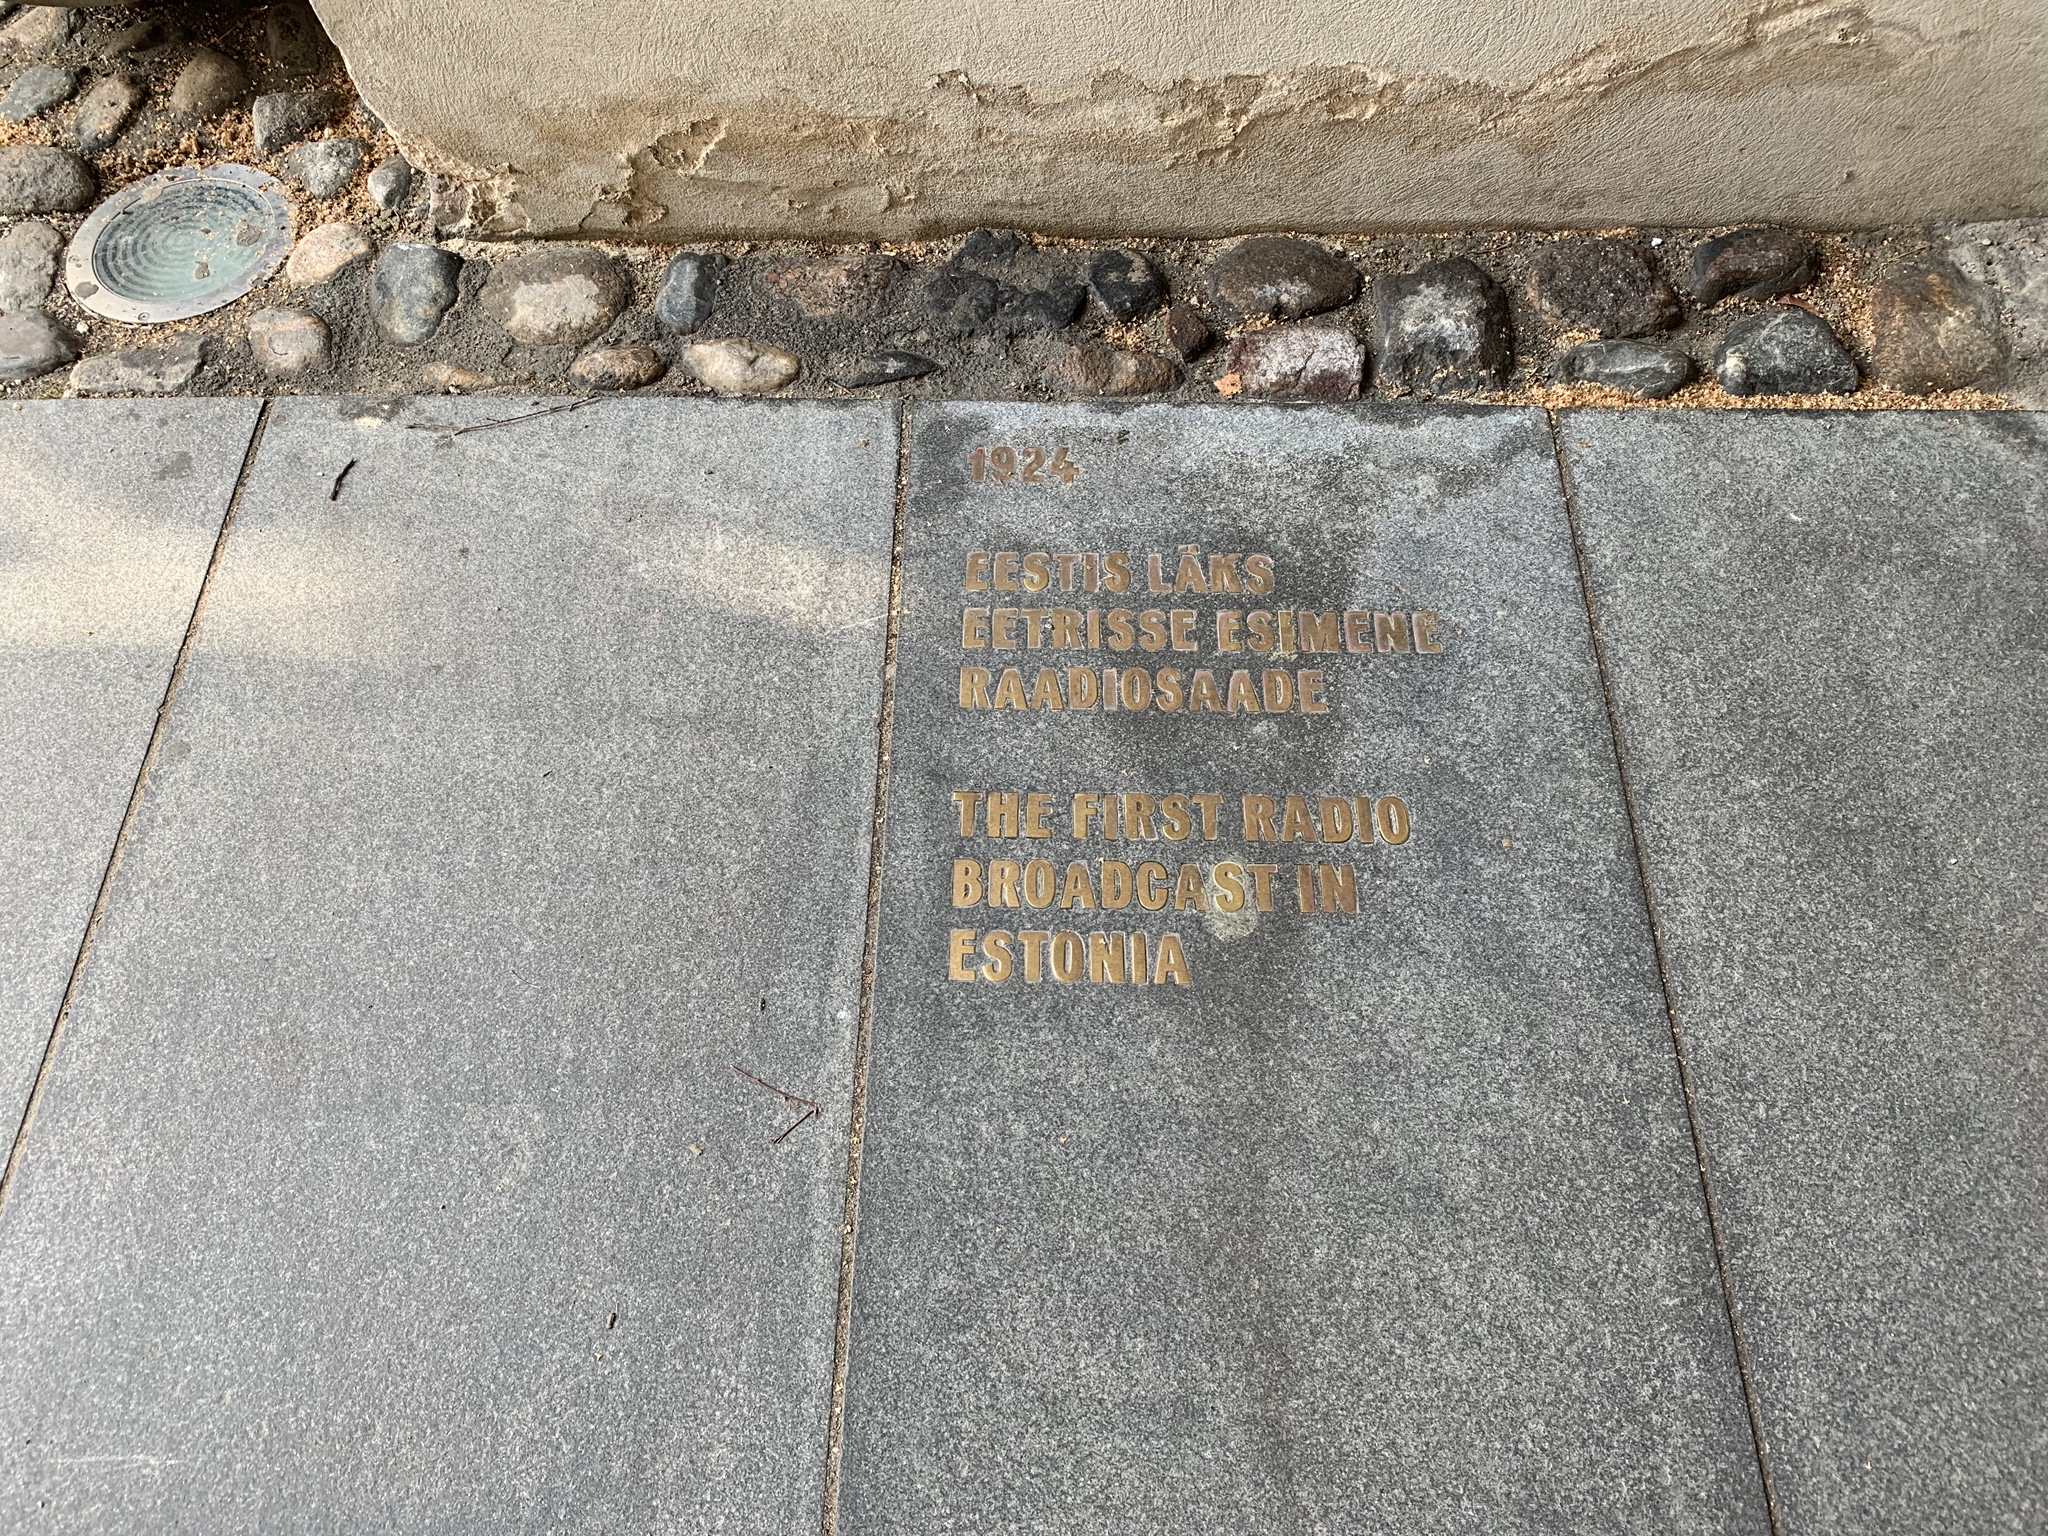 1924
EESTIS LÄKS
EETRISSE ESIMENE
RAADIOSAADE
THE FIRST RADIO
BROADCAST IN
ESTONIA